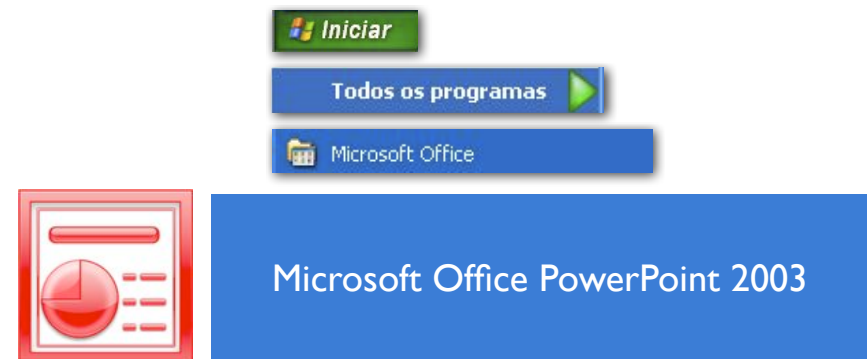 Iniciar
Todos os programas
Microsoft Office
Microsoft Office PowerPoint 2003